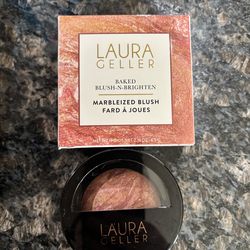 LAURA
GELLER
BAKED
BLUSH-N-BRIGHTEN
MARBLEIZED BLUSH
FARD À JOUES
LAURA
GELLER